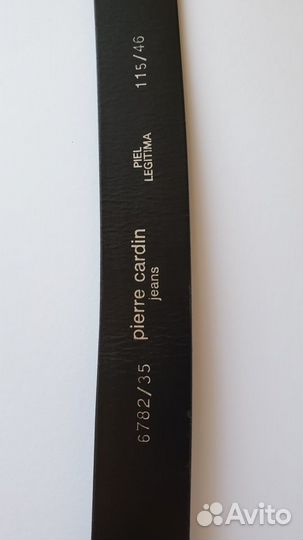 6782/35
pierre cardin
jeans
PIEL
LEGITIMA
115/46
Avito